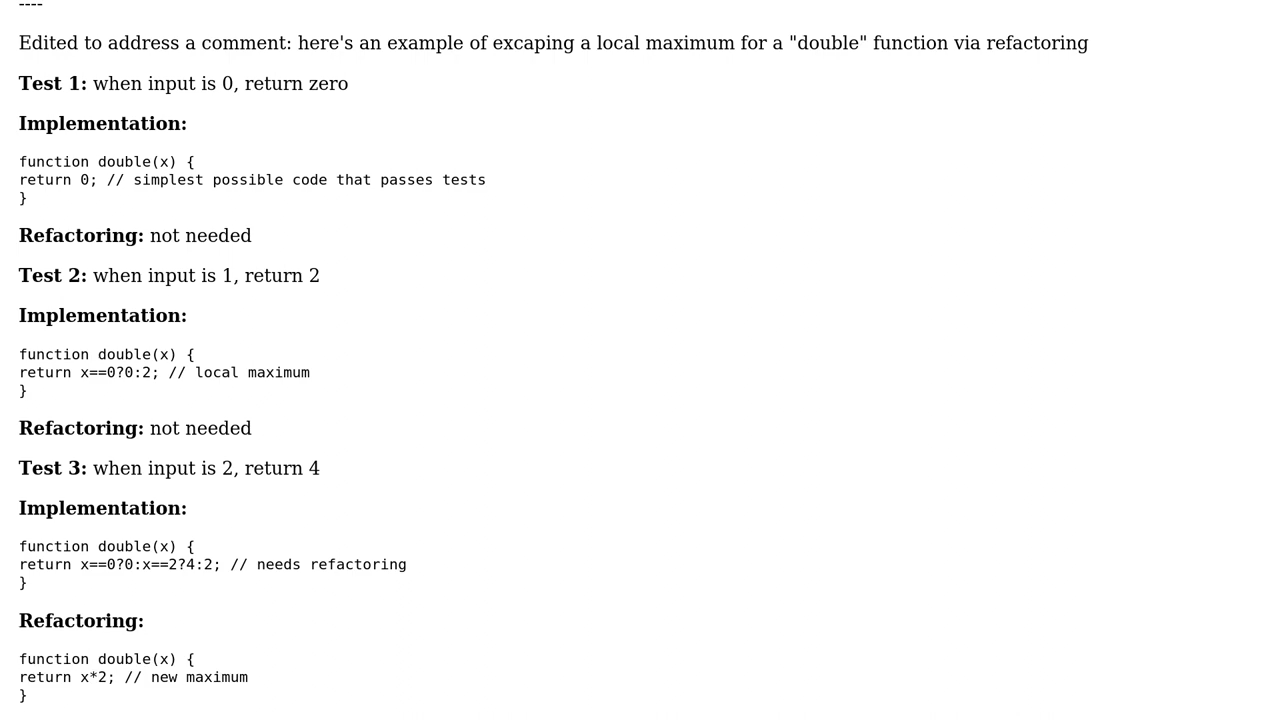 ----
Edited to address a comment: here's an example of excaping a local maximum for a "double" function via refactoring
Test 1: when input is 0, return zero
Implementation:
function double(x) {
return 0; // simplest possible code that passes tests
}
Refactoring: not needed
Test 2: when input is 1, return 2
Implementation:
function double(x) {
return x==0?0:2; // local maximum
}
Refactoring: not needed
Test 3: when input is 2, return 4
Implementation:
function double(x) {
return x==0?0:x==2?4:2; // needs refactoring
}
Refactoring:
function double(x) {
return x*2; // new maximum
}